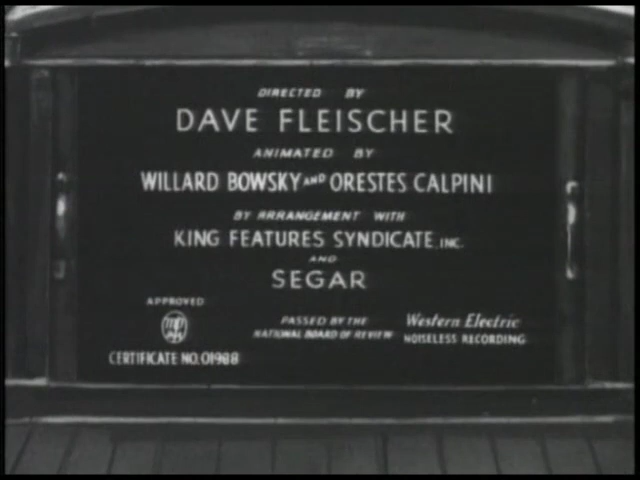 DIRECTED BY
DAVE FLEISCHER
ANIMATED BY
WILLARD BOWSKY AND ORESTES CALPINI
BY ARRANGEMENT WITH
KING FEATURES SYNDICATE, INC.
AND
SEGAR
APPROVED
CERTIFICATE NO. 01988
PASSED BY THE
NATIONAL BOARD OF REVIEW
Western Electric
NOISELESS RECORDING